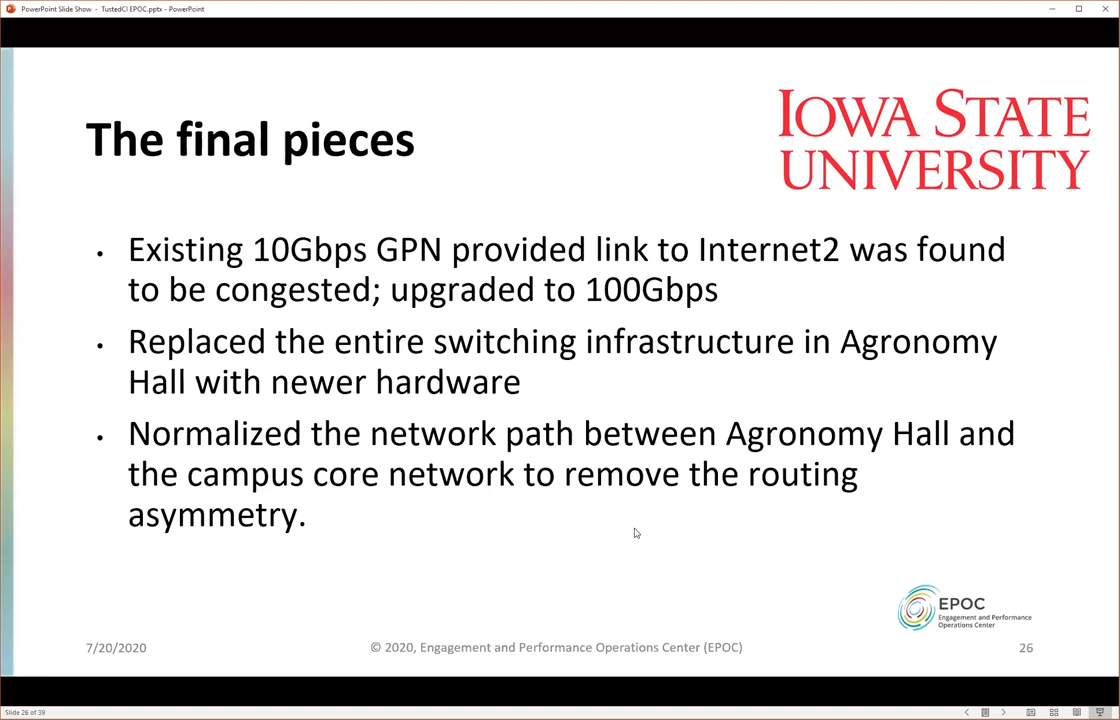 PowerPoint Slide Show - TustedCI EPOC.pptx - PowerPoint
IOWA STATE
UNIVERSITY
The final pieces
• Existing 10Gbps GPN provided link to Internet2 was found
to be congested; upgraded to 100Gbps
• Replaced the entire switching infrastructure in Agronomy
Hall with newer hardware
• Normalized the network path between Agronomy Hall and
the campus core network to remove the routing
asymmetry.
EPOC
Engagement and Performance
Operations Center
7/20/2020
© 2020, Engagement and Performance Operations Center (EPOC)
26
Slide 26 of 39